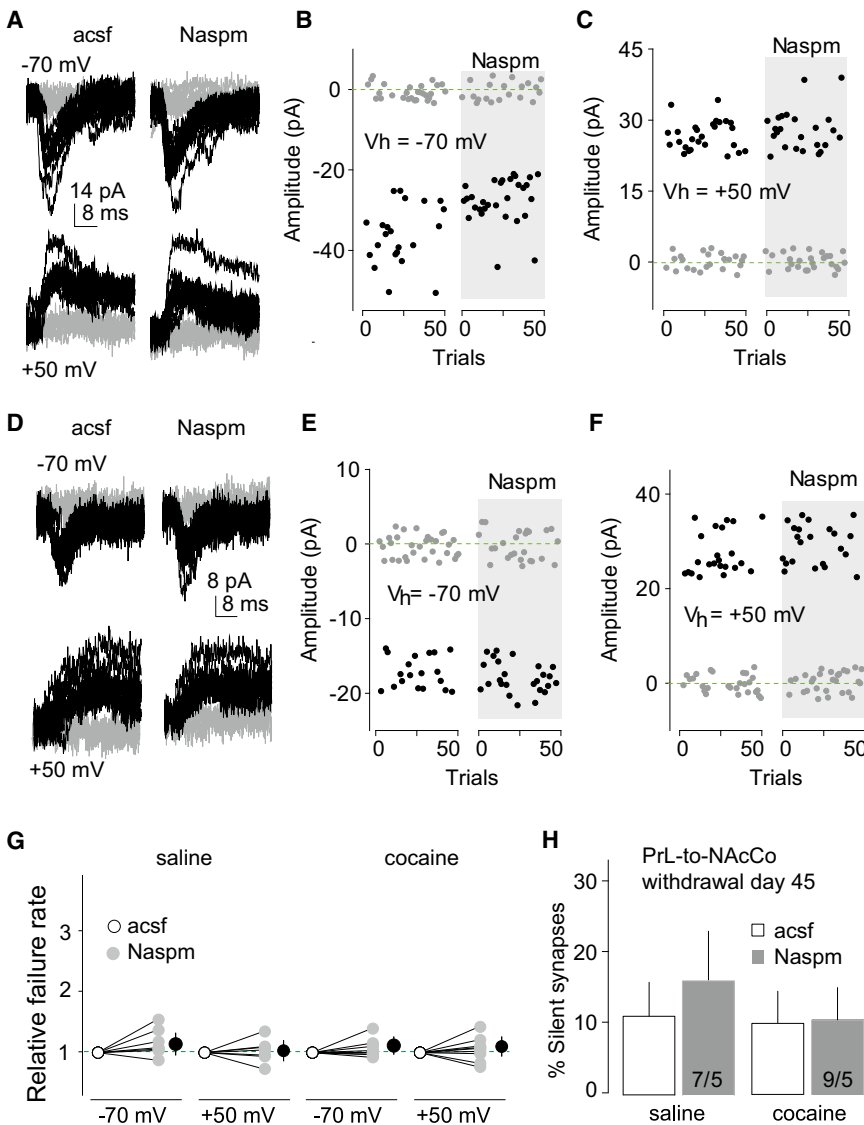 A
acsf
Naspm
-70 mV
14 pA
8 ms
+50 mV
B
Naspm
Amplitude (pA)
0
-20
-40
Vh = -70 mV
0
50
0
50
Trials
C
Naspm
Amplitude (pA)
45
30
15
0
Vh = +50 mV
0
50
0
50
Trials
D
acsf
Naspm
-70 mV
8 pA
8 ms
+50 mV
E
Naspm
Amplitude (pA)
10
0
-10
-20
Vh= -70 mV
0
50
0
50
Trials
F
Naspm
Amplitude (pA)
40
20
0
Vh = +50 mV
0
50
0
50
Trials
G
saline
cocaine
Relative failure rate
3
2
1
acsf
Naspm
-70 mV
+50 mV
-70 mV
+50 mV
H
PrL-to-NAcCo
withdrawal day 45
% Silent synapses
30
20
10
0
acsf
Naspm
7/5
9/5
saline
cocaine